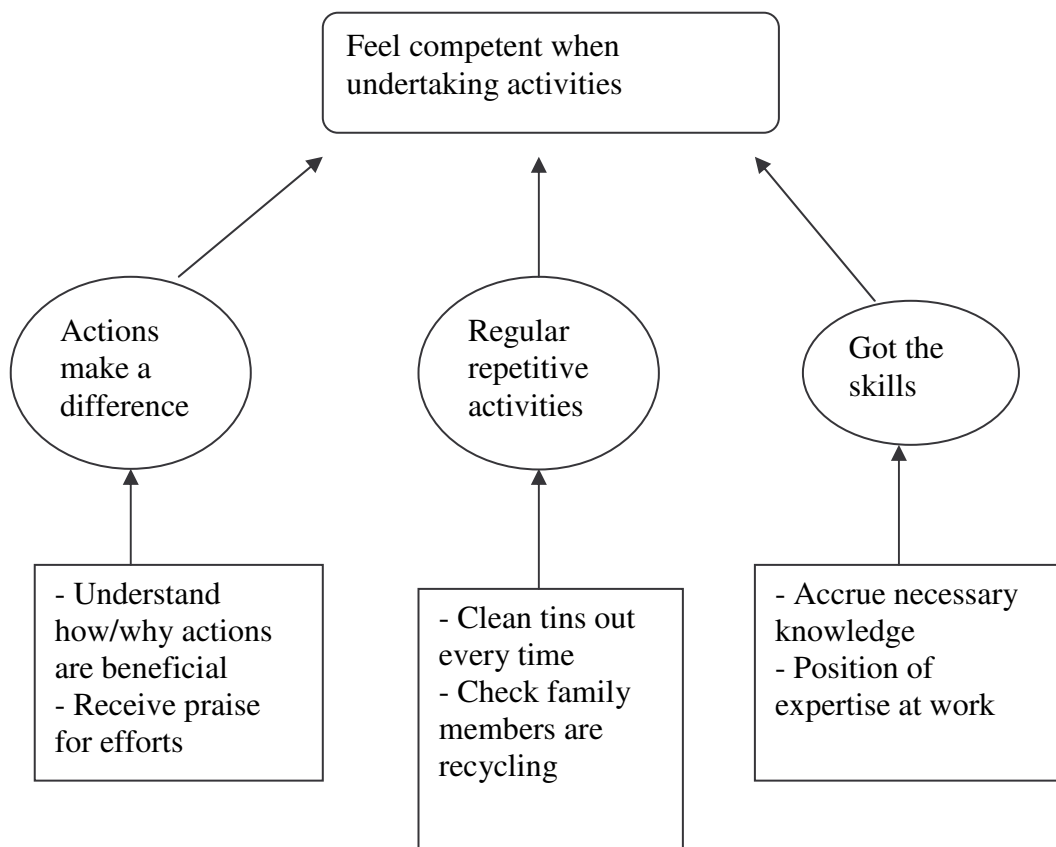 Feel competent when
undertaking activities
Actions
make a
difference
Regular
repetitive
activities
Got the
skills
- Understand
how/why actions
are beneficial
- Receive praise
for efforts
- Clean tins out
every time
- Check family
members are
recycling
- Accrue necessary
knowledge
- Position of
expertise at work